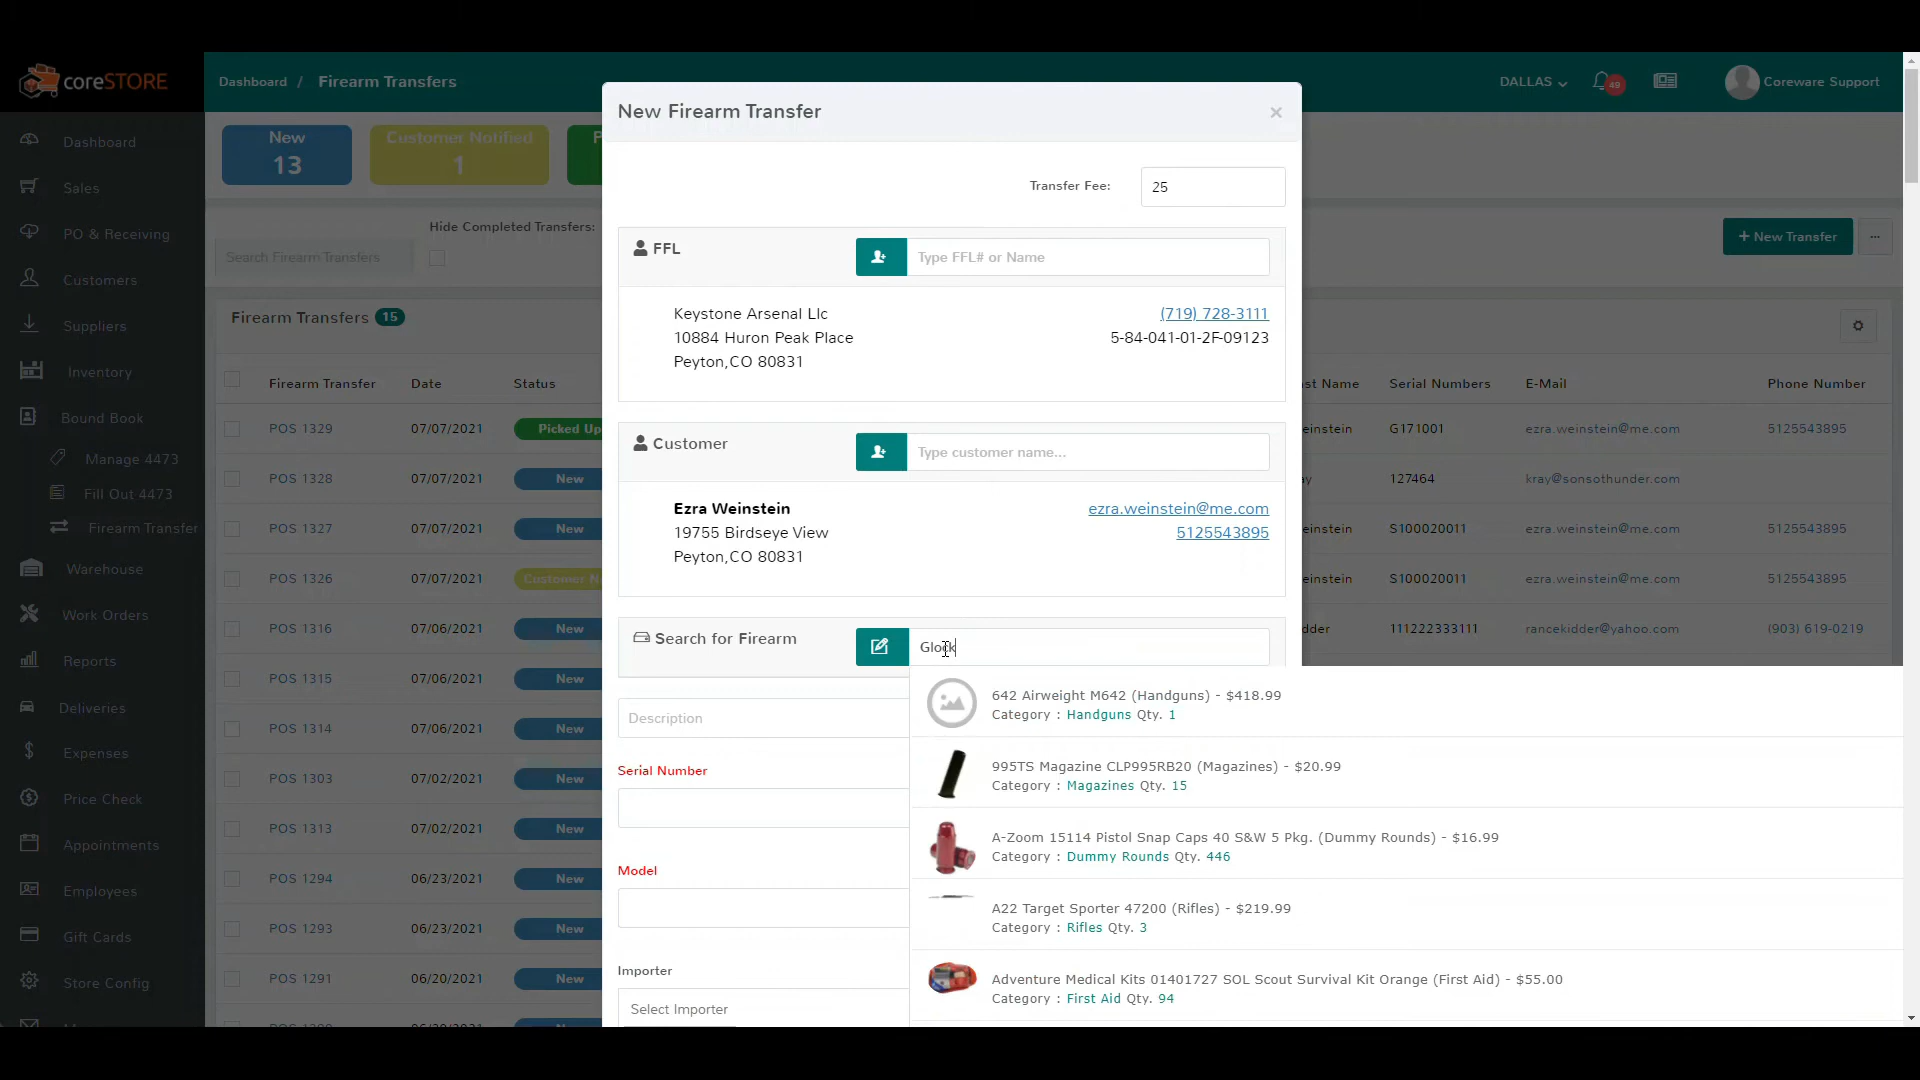 coreSTORE
Dashboard / Firearm Transfers
DALLAS
49
Coreware Support
Dashboard
Sales
PO & Receiving
Customers
Suppliers
Inventory
Bound Book
Manage 4473
Fill Out 4473
Firearm Transfer
Warehouse
Work Orders
Reports
Deliveries
Expenses
Price Check
Appointments
Employees
Gift Cards
Store Config
New
13
Customer Notified
1
P
Search Firearm Transfers
Hide Completed Transfers:
+ New Transfer
...
Firearm Transfers 15
Firearm Transfer Date Status st Name Serial Numbers E-Mail Phone Number
POS 1329 07/07/2021 Picked Up einstein G171001 ezra.weinstein@me.com 5125543895
POS 1328 07/07/2021 New ay 127464 kray@sonsothunder.com
POS 1327 07/07/2021 New einstein S100020011 ezra.weinstein@me.com 5125543895
POS 1326 07/07/2021 Customer No einstein S100020011 ezra.weinstein@me.com 5125543895
POS 1316 07/06/2021 New dder 111222333111 rancekidder@yahoo.com (903) 619-0219
POS 1315 07/06/2021 New
POS 1314 07/06/2021 New
POS 1303 07/02/2021 New
POS 1313 07/02/2021 New
POS 1294 06/23/2021 New
POS 1293 06/23/2021 New
POS 1291 06/20/2021 New
New Firearm Transfer
×
Transfer Fee: 25
FFL
Type FFL# or Name
Keystone Arsenal Llc (719) 728-3111
10884 Huron Peak Place 5-84-041-01-2F-09123
Peyton,CO 80831
Customer
Type customer name...
Ezra Weinstein ezra.weinstein@me.com
19755 Birdseye View 5125543895
Peyton,CO 80831
Search for Firearm
Glock
Description
Serial Number
Model
Importer
Select Importer
642 Airweight M642 (Handguns) - $418.99
Category : Handguns Qty. 1
995TS Magazine CLP995RB20 (Magazines) - $20.99
Category : Magazines Qty. 15
A-Zoom 15114 Pistol Snap Caps 40 S&W 5 Pkg. (Dummy Rounds) - $16.99
Category : Dummy Rounds Qty. 446
A22 Target Sporter 47200 (Rifles) - $219.99
Category : Rifles Qty. 3
Adventure Medical Kits 01401727 SOL Scout Survival Kit Orange (First Aid) - $55.00
Category : First Aid Qty. 94